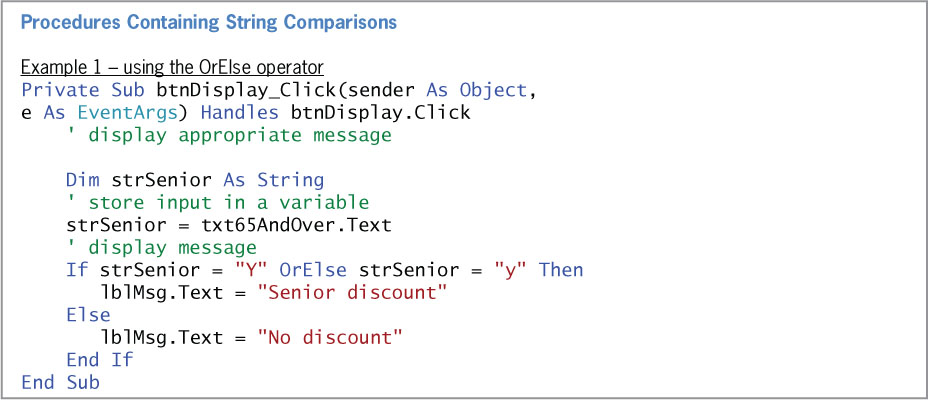 Procedures Containing String Comparisons
Example 1 – using the OrElse operator
Private Sub btnDisplay_Click(sender As Object,
e As EventArgs) Handles btnDisplay.Click
    ' display appropriate message
    Dim strSenior As String
    ' store input in a variable
    strSenior = txt65AndOver.Text
    ' display message
    If strSenior = "Y" OrElse strSenior = "y" Then
       lblMsg.Text = "Senior discount"
    Else
       lblMsg.Text = "No discount"
    End If
End Sub